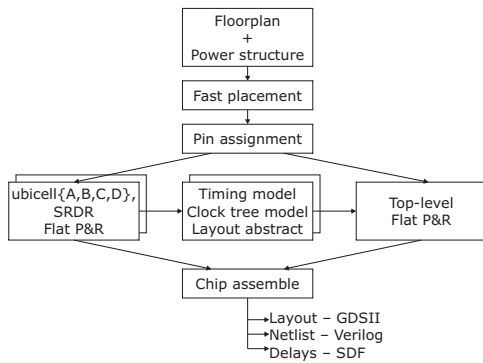 Floorplan
+
Power structure
Fast placement
Pin assignment
ubicell{A,B,C,D},
SRDR
Flat P&R
Timing model
Clock tree model
Layout abstract
Top-level
Flat P&R
Chip assemble
Layout – GDSII
Netlist – Verilog
Delays – SDF